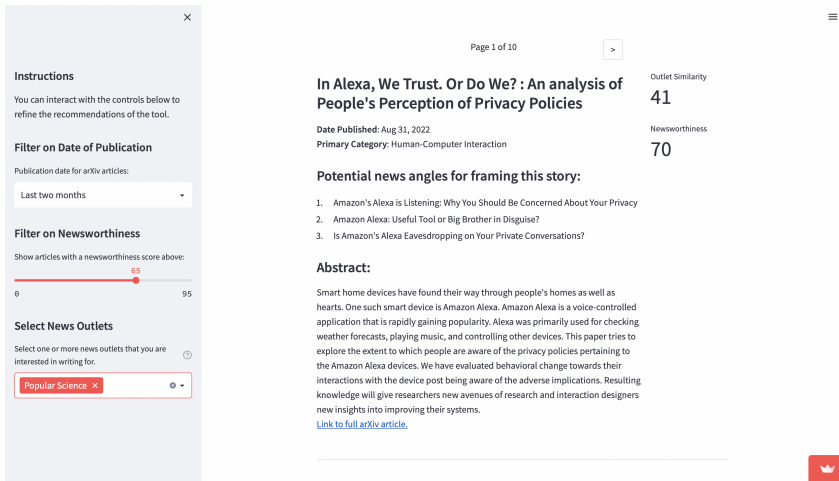 ×
Instructions
You can interact with the controls below to
refine the recommendations of the tool.
Filter on Date of Publication
Publication date for arXiv articles:
Last two months
Filter on Newsworthiness
Show articles with a newsworthiness score above:
65
0 95
Select News Outlets
Select one or more news outlets that you are
interested in writing for.
Popular Science ×
Page 1 of 10 >
In Alexa, We Trust. Or Do We? : An analysis of
People's Perception of Privacy Policies
Date Published: Aug 31, 2022
Primary Category: Human-Computer Interaction
Outlet Similarity
41
Newsworthiness
70
Potential news angles for framing this story:
1. Amazon's Alexa is Listening: Why You Should Be Concerned About Your Privacy
2. Amazon Alexa: Useful Tool or Big Brother in Disguise?
3. Is Amazon's Alexa Eavesdropping on Your Private Conversations?
Abstract:
Smart home devices have found their way through people's homes as well as
hearts. One such smart device is Amazon Alexa. Amazon Alexa is a voice-controlled
application that is rapidly gaining popularity. Alexa was primarily used for checking
weather forecasts, playing music, and controlling other devices. This paper tries to
explore the extent to which people are aware of the privacy policies pertaining to
the Amazon Alexa devices. We have evaluated behavioral change towards their
interactions with the device post being aware of the adverse implications. Resulting
knowledge will give researchers new avenues of research and interaction designers
new insights into improving their systems.
Link to full arXiv article.